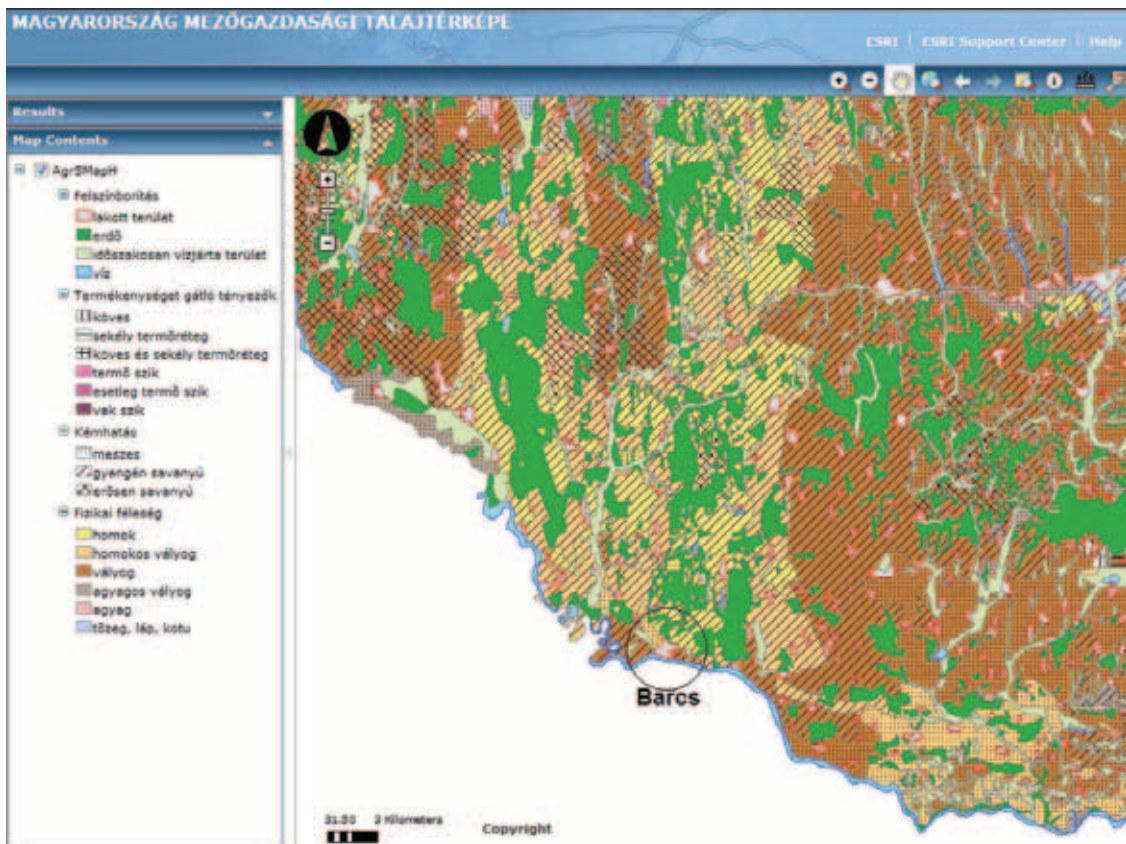 MAGYARORSZÁG MEZŐGAZDASÁGI TALAJTÉRKÉPE
ESRI | ESRI Support Center | Help
Results
Map Contents
AgrSMapH
Felszínborítás
lakott terület
erdő
időszakosan vízjárta terület
víz
Termékenységet gátló tényezők
köves
sekély termőréteg
köves és sekély termőréteg
termő szik
esetleg termő szik
vak szik
Kémhatás
meszes
gyengén savanyú
erősen savanyú
Fizikai féleség
homok
homokos vályog
vályog
agyagos vályog
agyag
tőzeg, láp, kotu
Barcs
3 Kilometers
Copyright